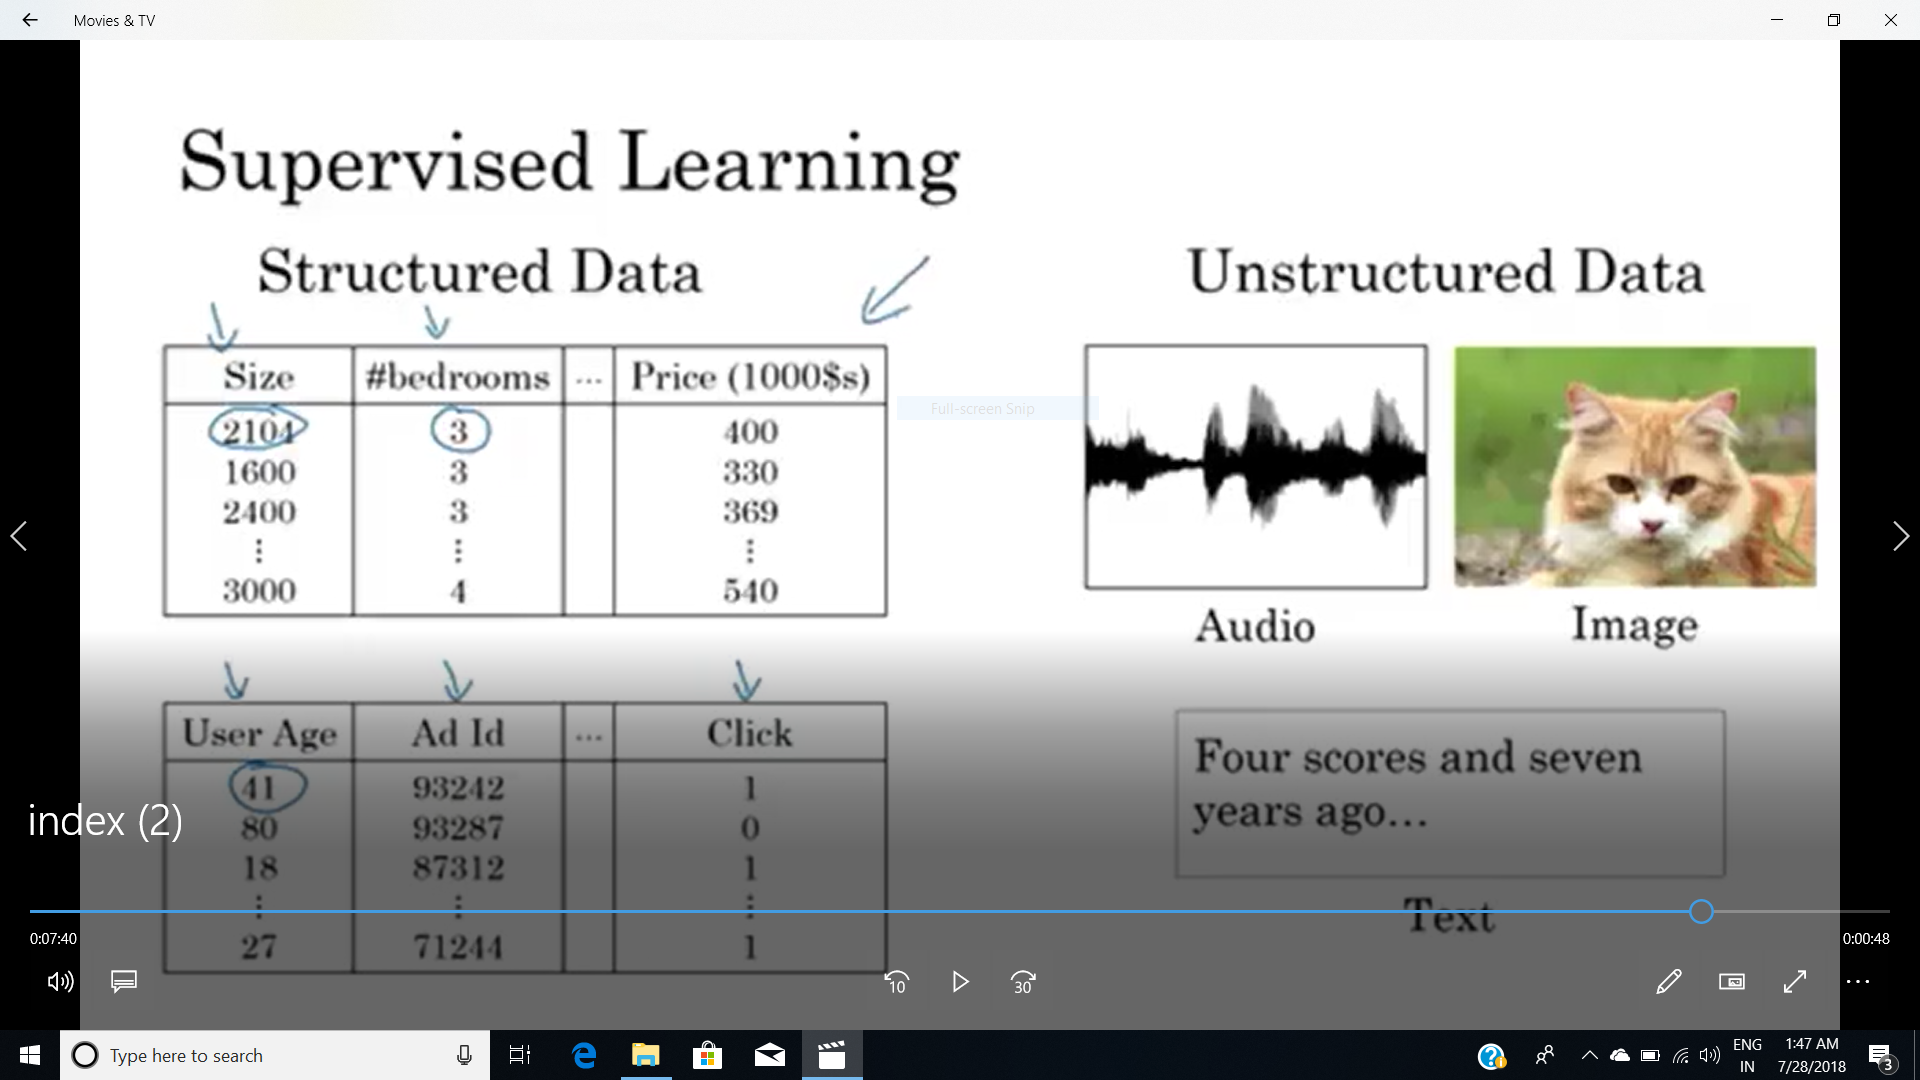 Movies & TV
Supervised Learning
Structured Data
Unstructured Data
Size #bedrooms ... Price (1000$s)
2104 3 400
1600 3 330
2400 3 369
⋮ ⋮ ⋮
3000 4 540
Full-screen Snip
Audio
Image
User Age Ad Id ... Click
41 93242 1
80 93287 0
18 87312 1
⋮ ⋮ ⋮
27 71244 1
Four scores and seven
years ago...
Text
index (2)
0:07:40
0:00:48
10
30
Type here to search
ENG
IN
1:47 AM
7/28/2018
3